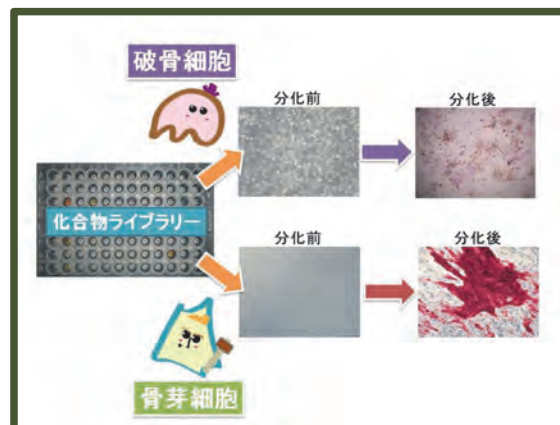 破骨細胞
分化前
分化後
化合物ライブラリー
分化前
分化後
骨芽細胞